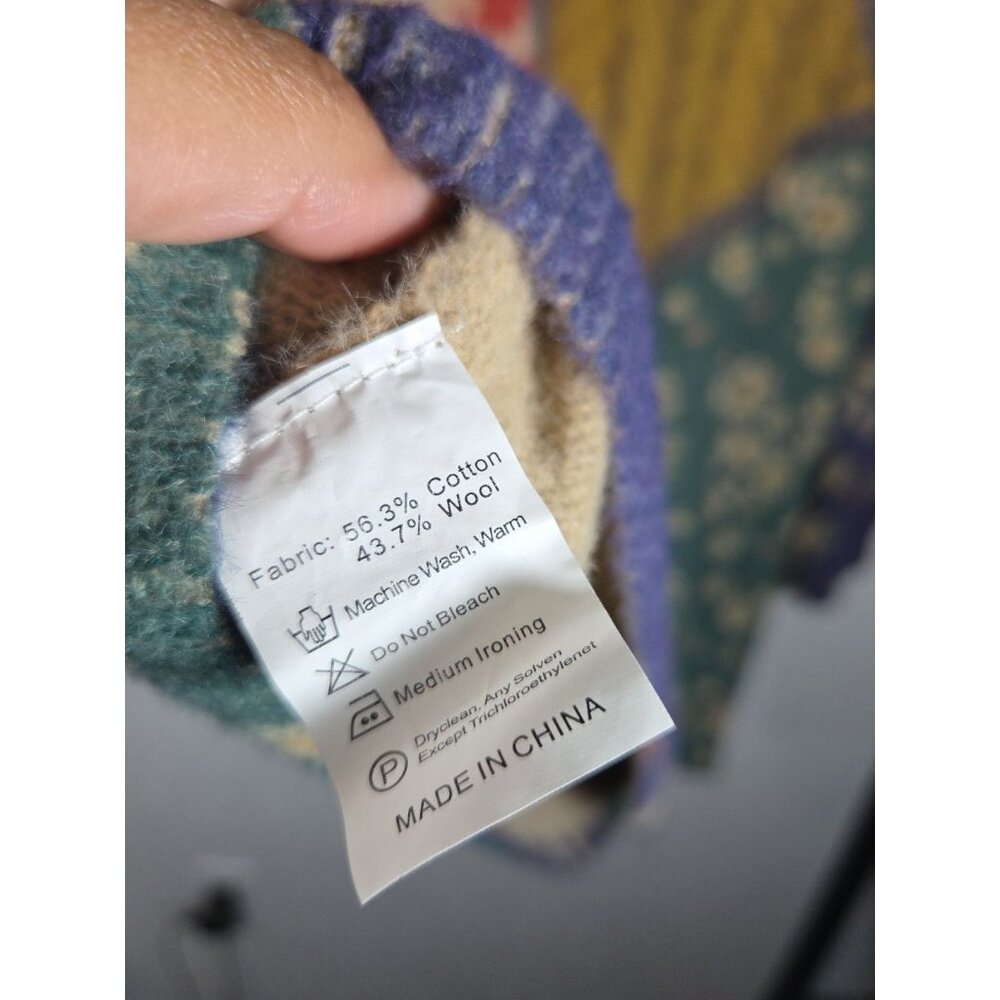 Fabric: 56.3% Cotton
43.7% Wool
Machine Wash, Warm
Do Not Bleach
Medium Ironing
P
Dryclean, Any Solven
Except Trichloroethylenet
MADE IN CHINA